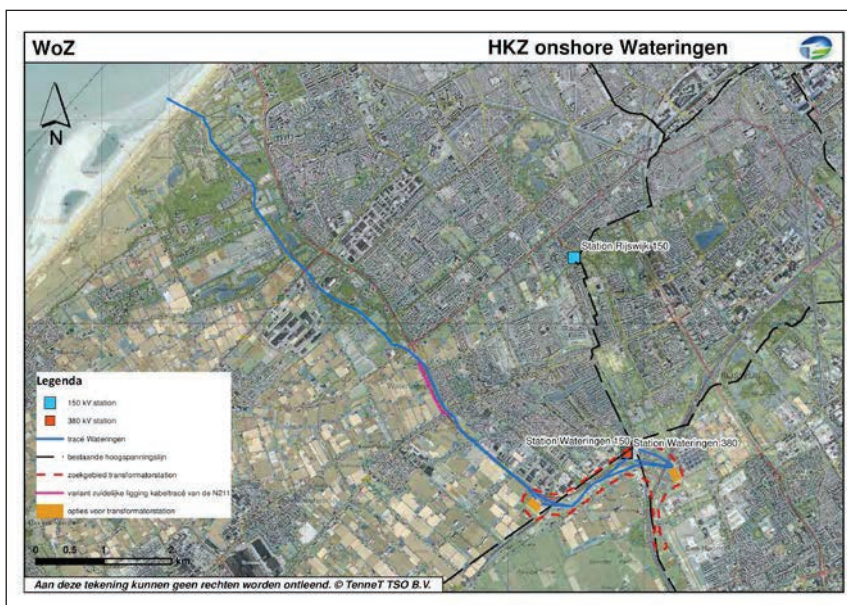 WoZ
HKZ onshore Wateringen
N
Station Rijswijk 150
Station Wateringen 150
Station Wateringen 380
Legenda
150 kV station
380 kV station
tracé Wateringen
bestaande hoogspanningslijn
zoekgebied transformatorstation
variant zuidelijke ligging kabeltracé van de N211
opties voor transformatorstation
0 0.5 1 2
km
Aan deze tekening kunnen geen rechten worden ontleend. © TenneT TSO B.V.